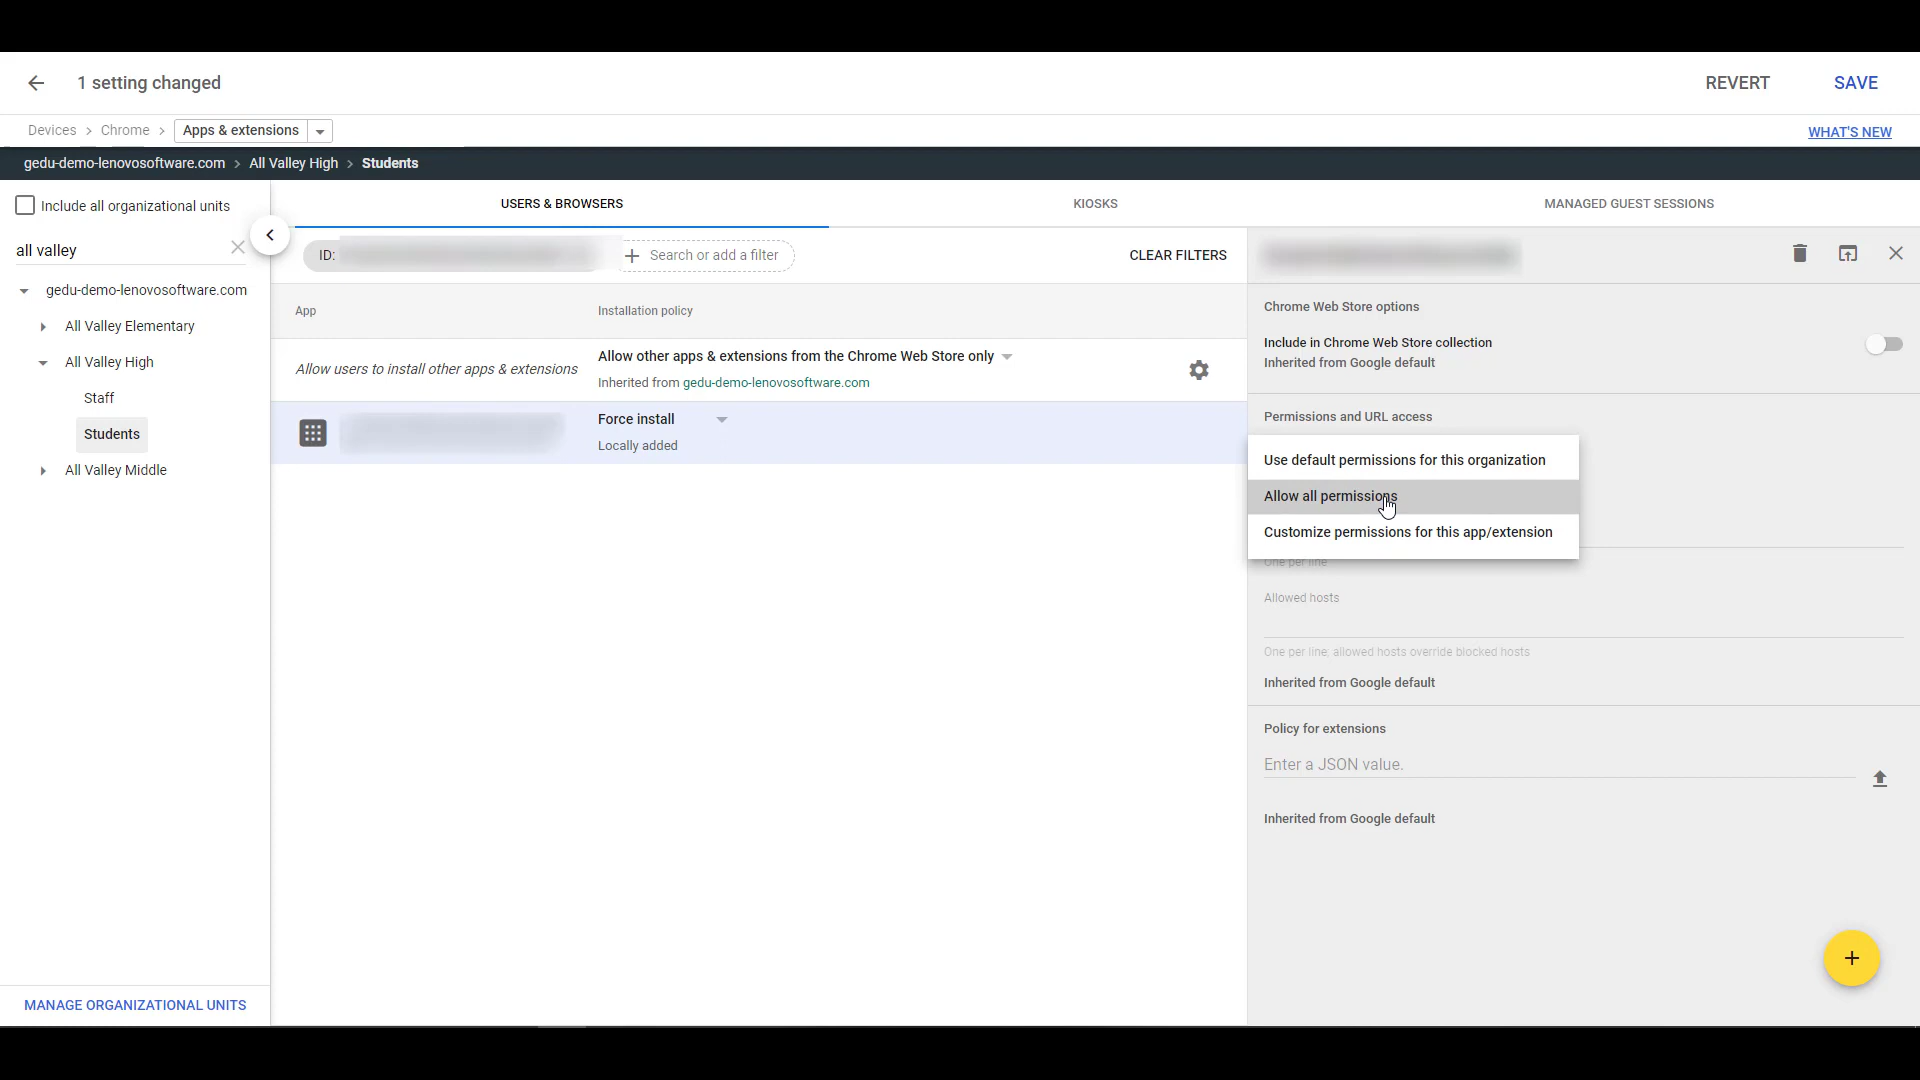 1 setting changed
REVERT
SAVE
Devices > Chrome > Apps & extensions
WHAT'S NEW
gedu-demo-lenovosoftware.com > All Valley High > Students
Include all organizational units
all valley
gedu-demo-lenovosoftware.com
All Valley Elementary
All Valley High
Staff
Students
All Valley Middle
MANAGE ORGANIZATIONAL UNITS
USERS & BROWSERS
KIOSKS
MANAGED GUEST SESSIONS
ID:
Search or add a filter
CLEAR FILTERS
App
Installation policy
Allow users to install other apps & extensions
Allow other apps & extensions from the Chrome Web Store only
Inherited from gedu-demo-lenovosoftware.com
Force install
Locally added
Chrome Web Store options
Include in Chrome Web Store collection
Inherited from Google default
Permissions and URL access
Use default permissions for this organization
Allow all permissions
Customize permissions for this app/extension
One per line
Allowed hosts
One per line; allowed hosts override blocked hosts
Inherited from Google default
Policy for extensions
Enter a JSON value.
Inherited from Google default